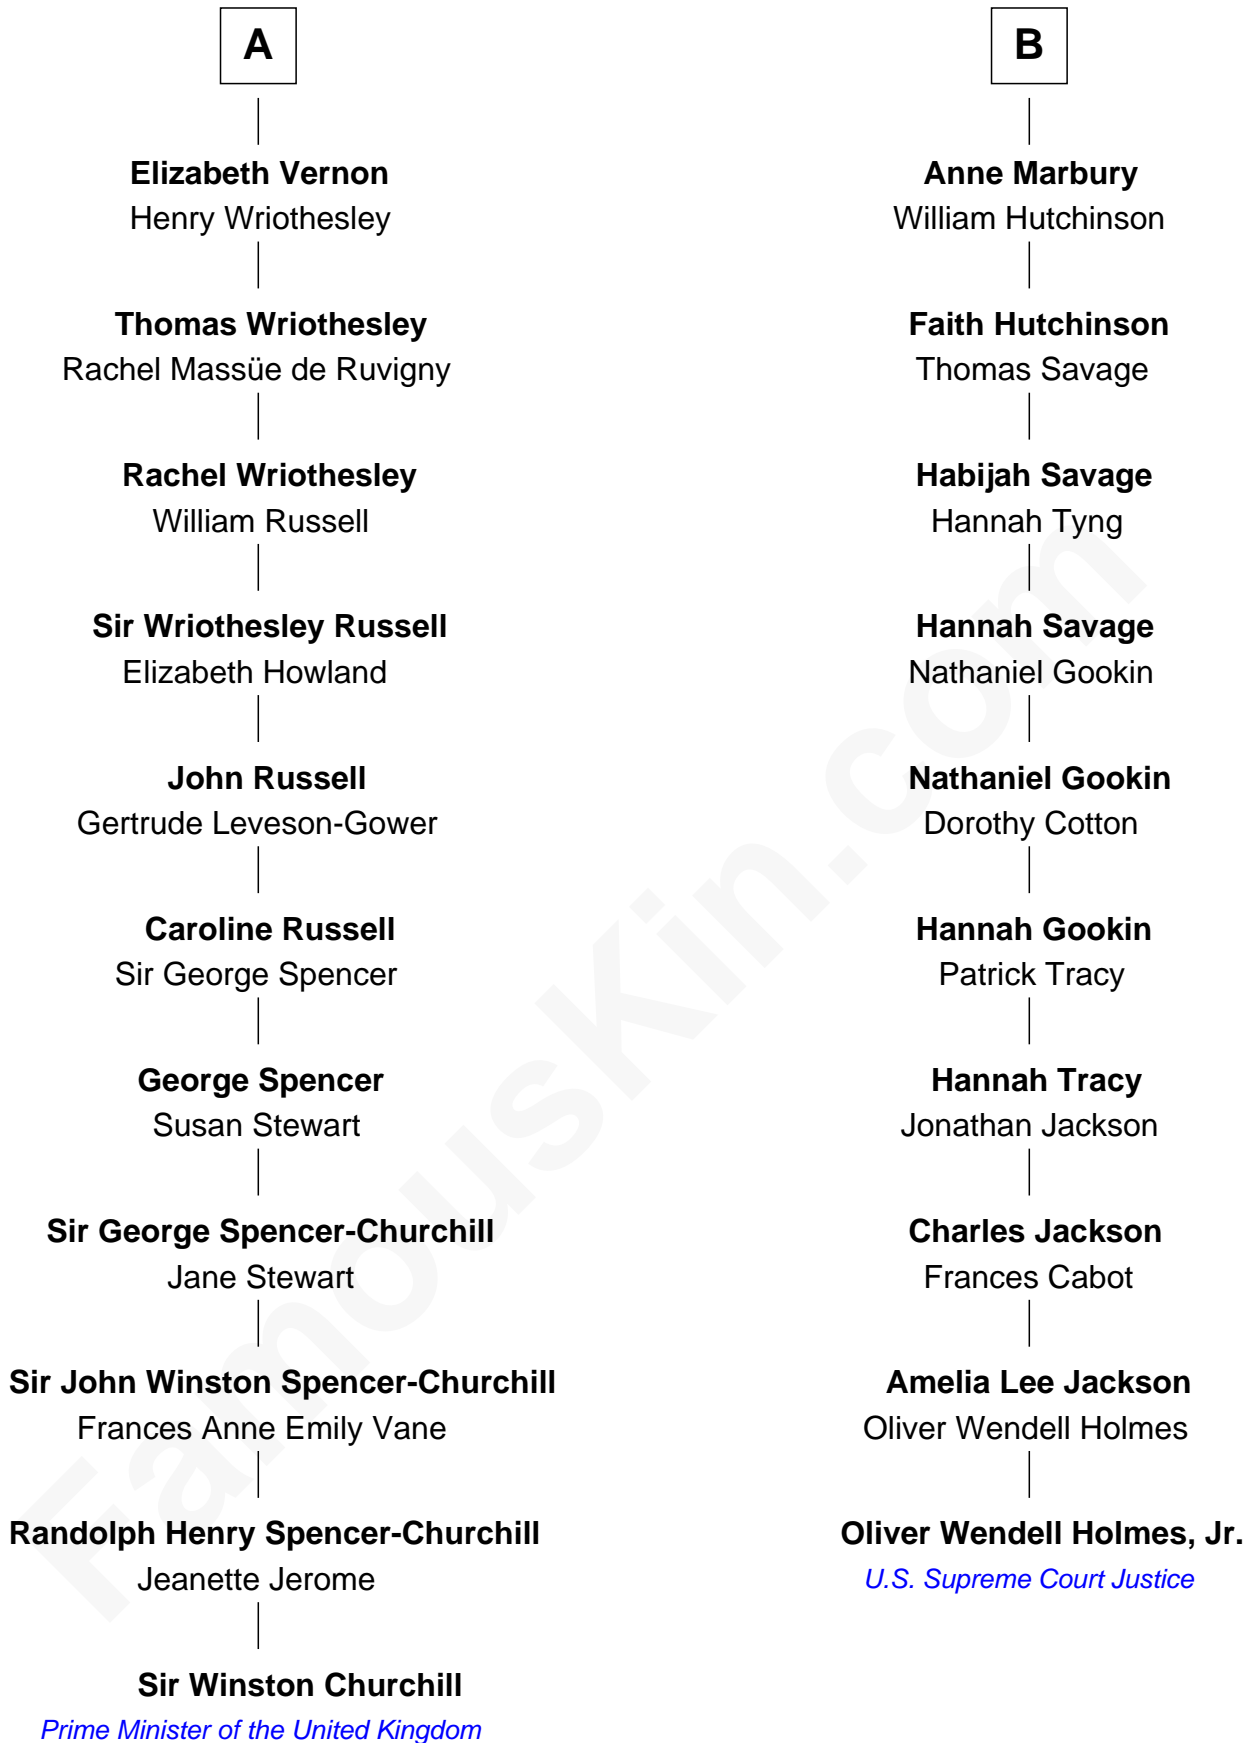 A
Elizabeth Vernon
Henry Wriothesley
Thomas Wriothesley
Rachel Massüe de Ruvigny
Rachel Wriothesley
William Russell
Sir Wriothesley Russell
Elizabeth Howland
John Russell
Gertrude Leveson-Gower
Caroline Russell
Sir George Spencer
George Spencer
Susan Stewart
Sir George Spencer-Churchill
Jane Stewart
Sir John Winston Spencer-Churchill
Frances Anne Emily Vane
Randolph Henry Spencer-Churchill
Jeanette Jerome
Sir Winston Churchill
Prime Minister of the United Kingdom
B
Anne Marbury
William Hutchinson
Faith Hutchinson
Thomas Savage
Habijah Savage
Hannah Tyng
Hannah Savage
Nathaniel Gookin
Nathaniel Gookin
Dorothy Cotton
Hannah Gookin
Patrick Tracy
Hannah Tracy
Jonathan Jackson
Charles Jackson
Frances Cabot
Amelia Lee Jackson
Oliver Wendell Holmes
Oliver Wendell Holmes, Jr.
U.S. Supreme Court Justice
FamousKin.com